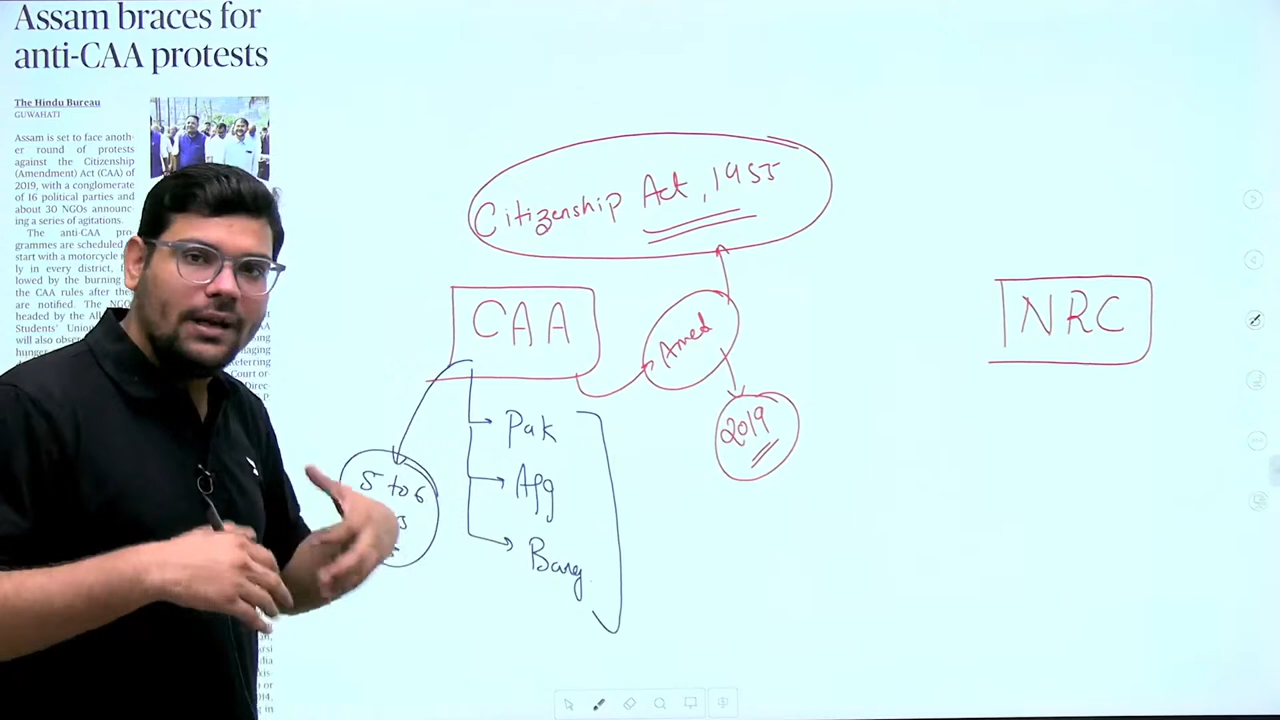 Assam braces for
anti-CAA protests
The Hindu Bureau
GUWAHATI
Assam is set to face anoth-
er round of protests
against the Citizenship
(Amendment) Act (CAA) of
2019, with a conglomerate
of 16 political parties and
about 30 NGOs announc-
ing a series of agitations.
The anti-CAA pro
grammes are scheduled
start with a motorcycle
ly in every district,
lowed by the burning
the CAA rules after the
are notified. The NGO
headed by the All
Students' Union
will also obser
hunger
Citizenship Act, 1955
CAA
Amed
2019
NRC
Pak
Afg
Bang
5 to 6